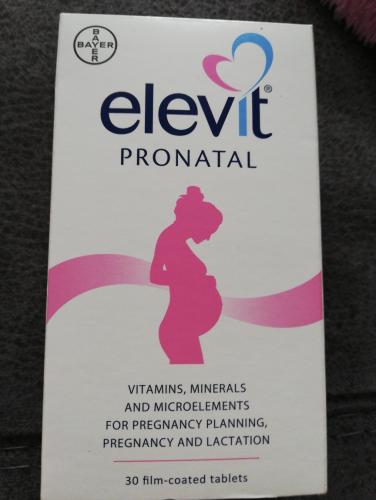 BAYER
BAYER
elevit®
PRONATAL
VITAMINS, MINERALS
AND MICROELEMENTS
FOR PREGNANCY PLANNING,
PREGNANCY AND LACTATION
30 film-coated tablets